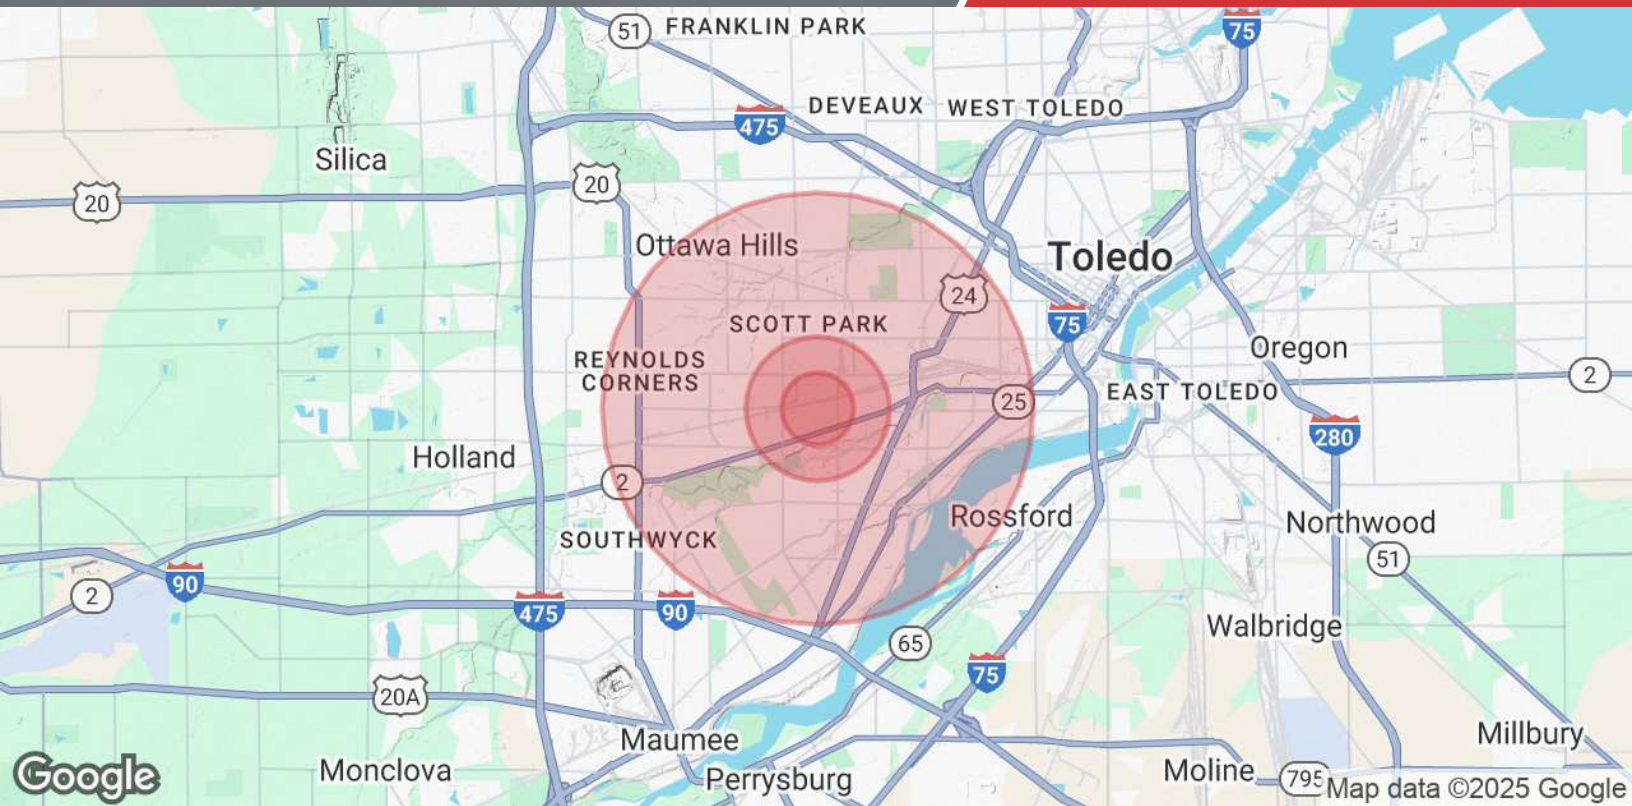 51
FRANKLIN PARK
75
DEVEAUX
WEST TOLEDO
475
Silica
20
20
Ottawa Hills
Toledo
24
SCOTT PARK
75
REYNOLDS
CORNERS
Oregon
2
EAST TOLEDO
25
280
Holland
2
Rossford
Northwood
SOUTHWYCK
51
90
2
475
90
Walbridge
65
75
20A
Maumee
Millbury
Google
Monclova
Perrysburg
Moline
795
Map data ©2025 Google